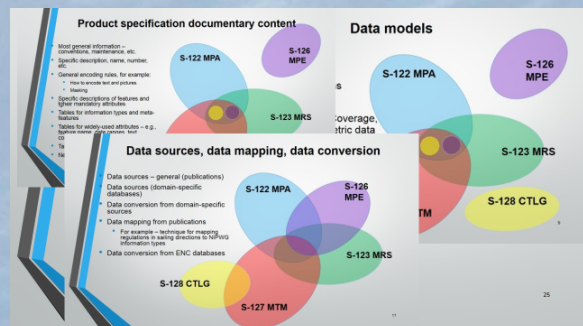 Product specification documentary content
Most general information –
conventions, maintenance, etc.
Specific description, name, number,
etc.
General encoding rules, for example:
How to encode text and pictures.
Masking
Specific descriptions of features and
their mandatory attributes
Tables for information types and meta-
features
Tables for widely-used attributes – e.g.,
S-122 MPA
S-126
MPE
S-123 MRS
Data models
S-122 MPA
S-126
MPE
Coverage,
etric data
S-123 MRS
S-128 CTLG
TM
25
Data sources, data mapping, data conversion
Data sources – general (publications)
Data sources (domain-specific
databases)
Data conversion from domain-specific
sources
Data mapping from publications
For example – technique for mapping
regulations in sailing directions to NIPWG
information types
Data conversion from ENC databases
S-122 MPA
S-126
MPE
S-123 MRS
S-128 CTLG
S-127 MTM